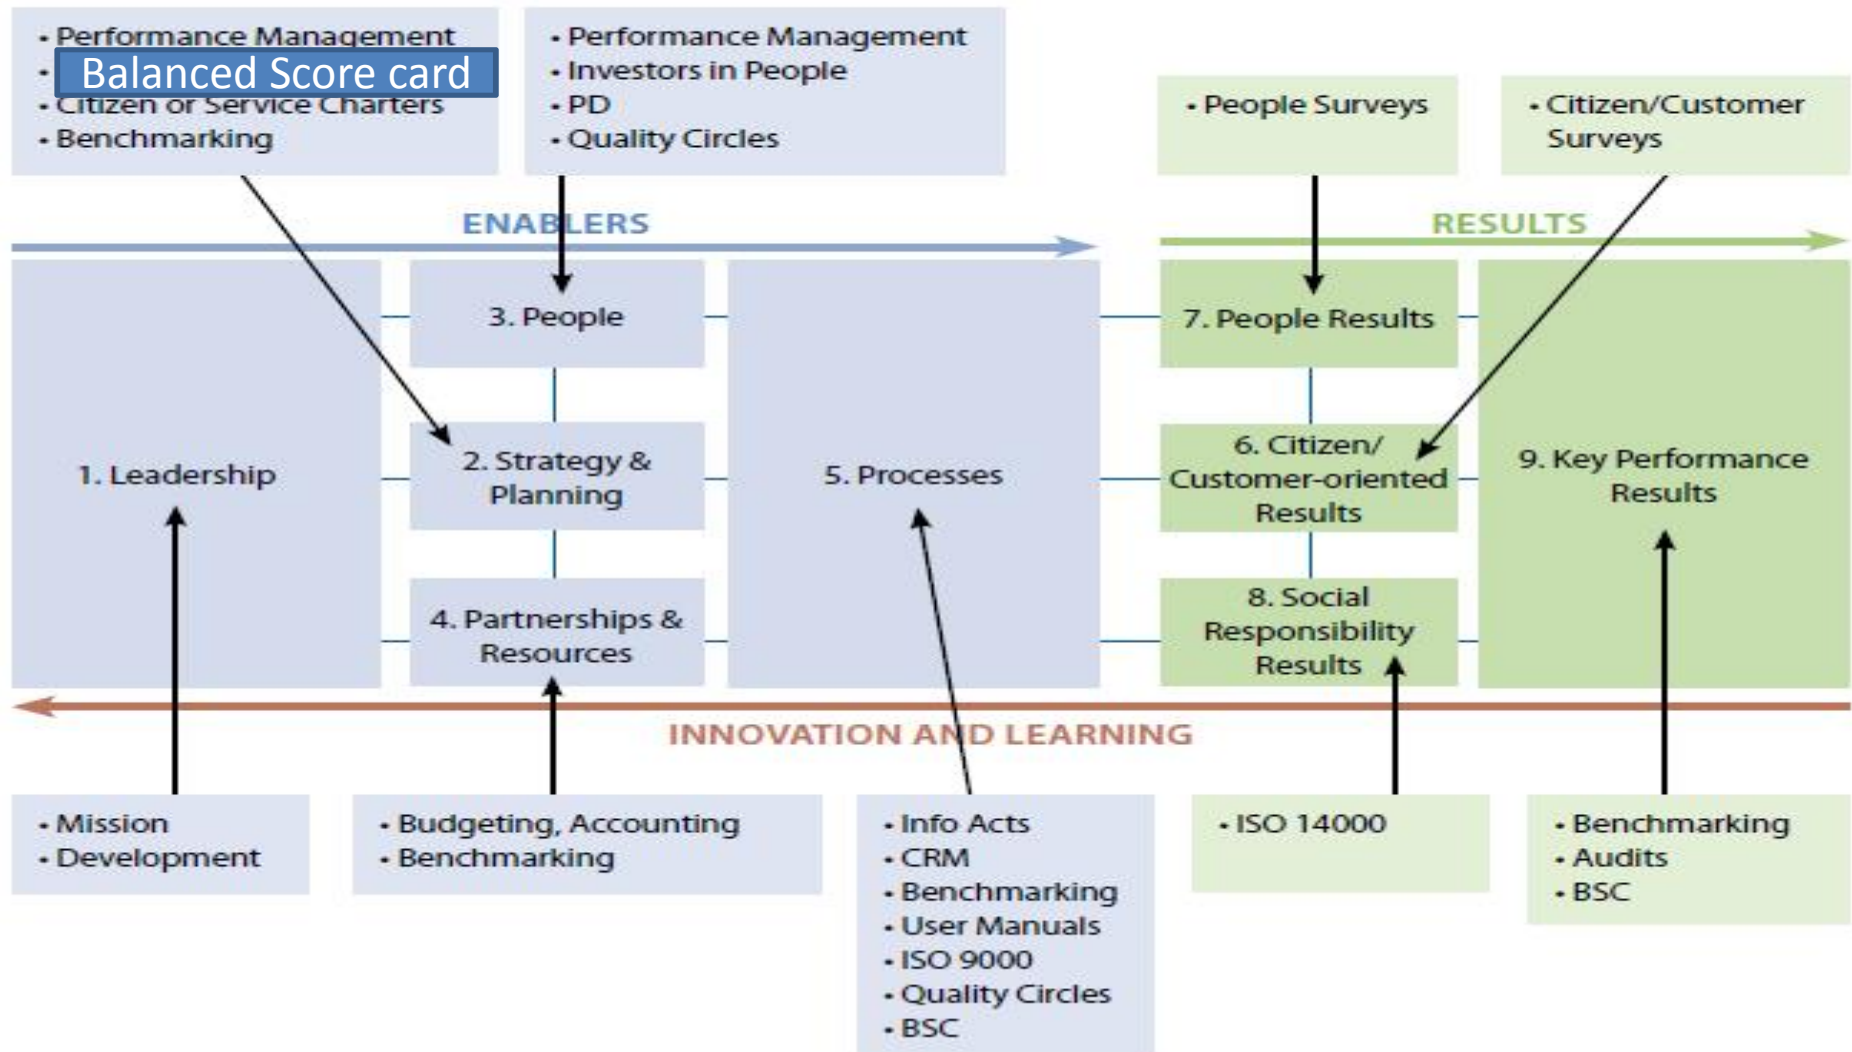 • Performance Management
•
Balanced Score card
• Citizen or Service Charters
• Benchmarking
• Performance Management
• Investors in People
• PD
• Quality Circles
• People Surveys
• Citizen/Customer
Surveys
ENABLERS
RESULTS
1. Leadership
3. People
2. Strategy &
Planning
4. Partnerships &
Resources
5. Processes
7. People Results
6. Citizen/
Customer-oriented
Results
8. Social
Responsibility
Results
9. Key Performance
Results
INNOVATION AND LEARNING
• Mission
• Development
• Budgeting, Accounting
• Benchmarking
• Info Acts
• CRM
• Benchmarking
• User Manuals
• ISO 9000
• Quality Circles
• BSC
• ISO 14000
• Benchmarking
• Audits
• BSC